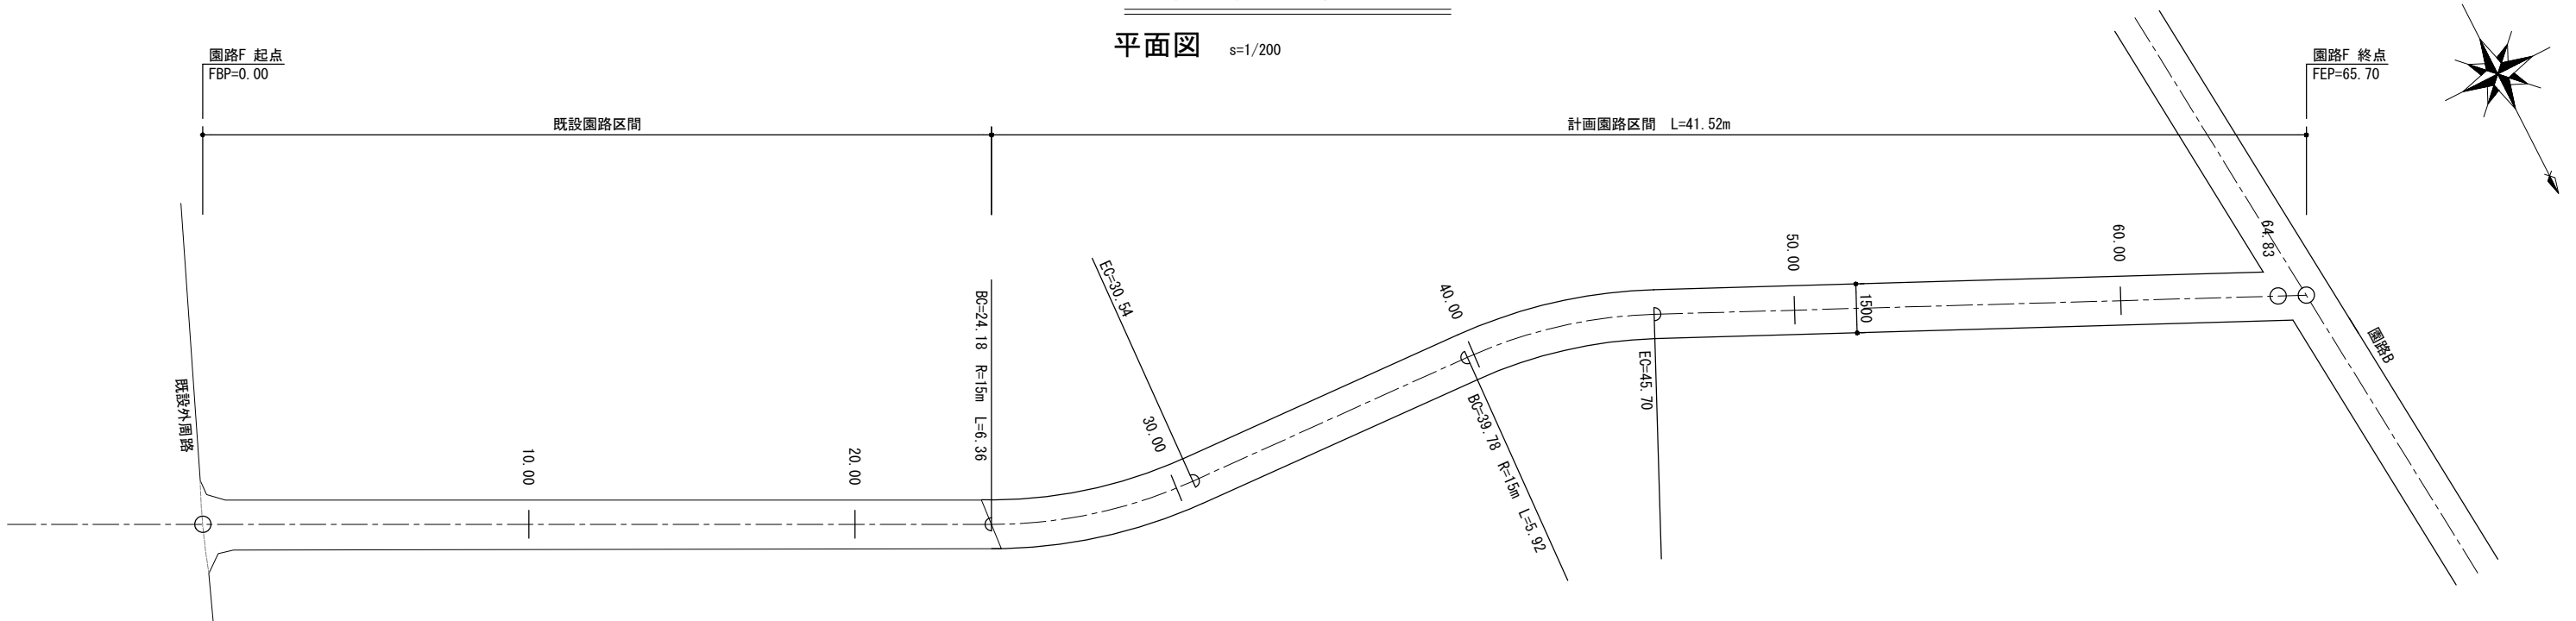 平面図 s=1/200
園路F 起点
FBP=0.00
園路F 終点
FEP=65.70
既設園路区間
計画園路区間 L=41.52m
既設外周路
10.00
20.00
BC=24.18 R=15m L=6.36
EC=30.54
30.00
40.00
BC=39.78 R=15m L=5.92
EC=45.70
50.00
1500
60.00
64.83
園路B